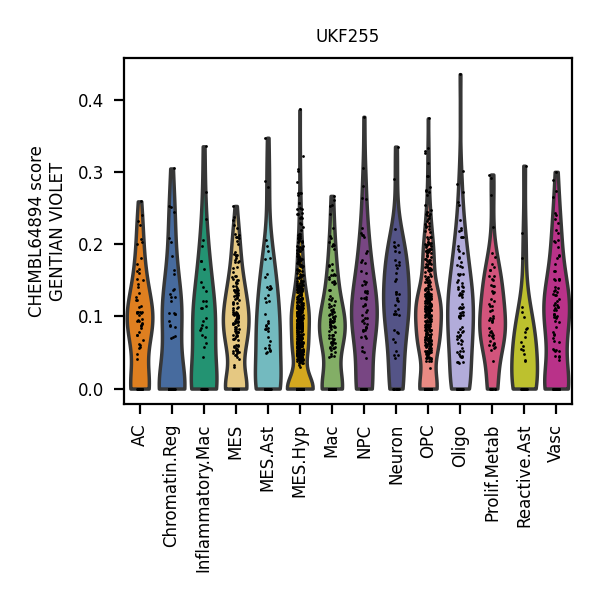 UKF255
CHEMBL64894 score
GENTIAN VIOLET
0.4
0.3
0.2
0.1
0.0
AC
Chromatin.Reg
Inflammatory.Mac
MES
MES.Ast
MES.Hyp
Mac
NPC
Neuron
OPC
Oligo
Prolif.Metab
Reactive.Ast
Vasc